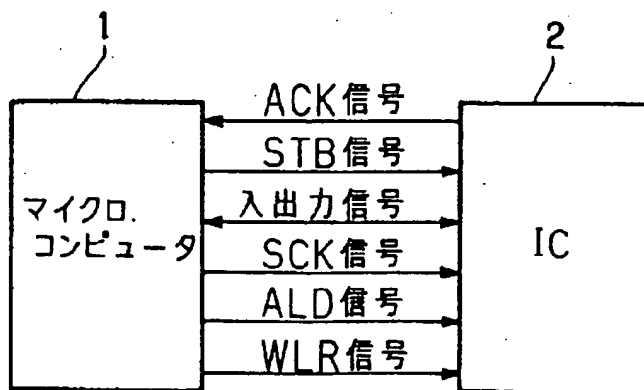 1
2
ACK信号
STB信号
入出力信号
マイクロ.
コンピュータ
SCK信号
IC
ALD信号
WLR信号